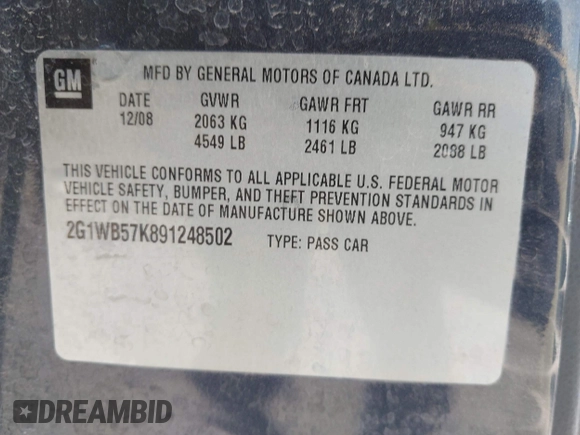 GM
MFD BY GENERAL MOTORS OF CANADA LTD.
DATE GVWR GAWR FRT GAWR RR
12/08 2063 KG 1116 KG 947 KG
4549 LB 2461 LB 2088 LB
THIS VEHICLE CONFORMS TO ALL APPLICABLE U.S. FEDERAL MOTOR
VEHICLE SAFETY, BUMPER, AND THEFT PREVENTION STANDARDS IN
EFFECT ON THE DATE OF MANUFACTURE SHOWN ABOVE.
2G1WB57K891248502 TYPE: PASS CAR
DREAMBID